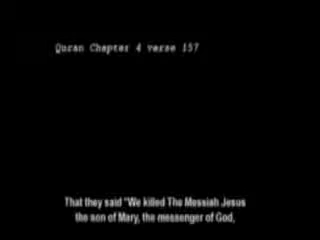 Quran Chapter 4 verse 157
That they said "We killed The Messiah Jesus
the son of Mary, the messenger of God,